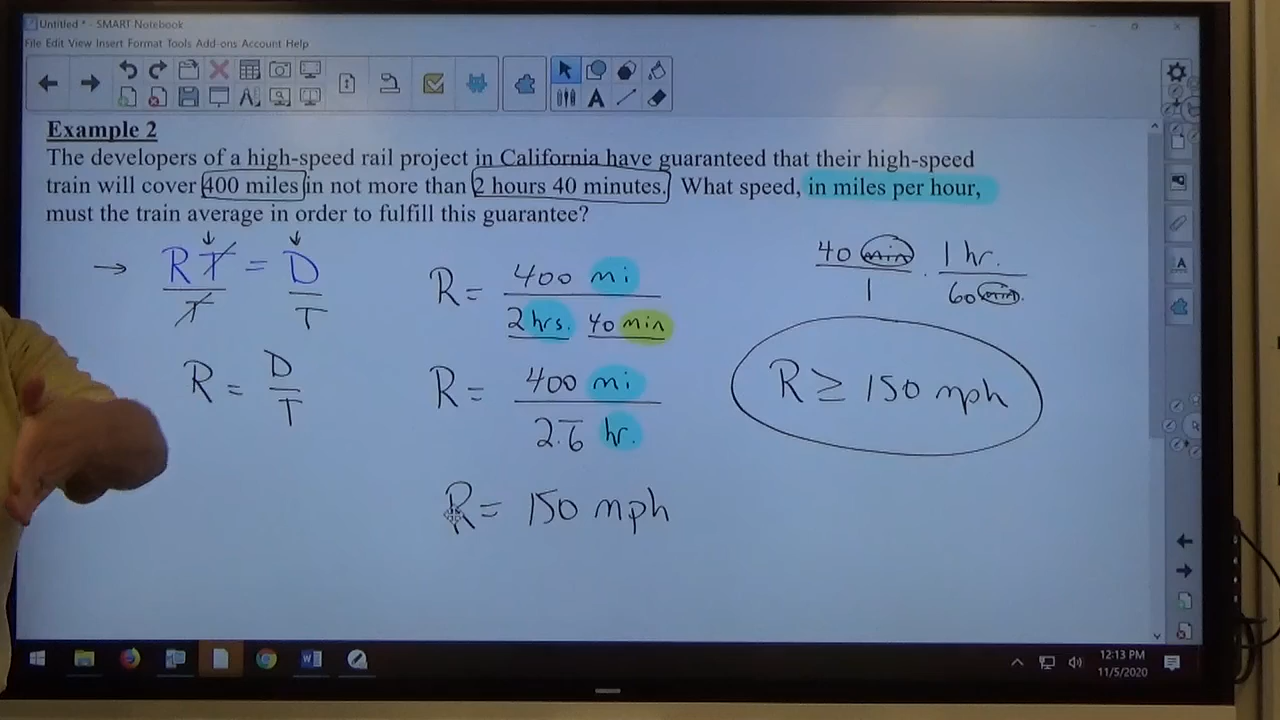 Untitled * - SMART Notebook
File Edit View Insert Format Tools Add-ons Account Help
Example 2
The developers of a high-speed rail project in California have guaranteed that their high-speed
train will cover 400 miles in not more than 2 hours 40 minutes. What speed, in miles per hour,
must the train average in order to fulfill this guarantee?
→ RT/T = D/T
R = D/T
R = 400 mi / 2 hrs. 40 min
R = 400 mi / 2.6̅ hr.
R = 150 mph
40 min / 1 · 1 hr. / 60 min.
R ≥ 150 mph
12:13 PM
11/5/2020